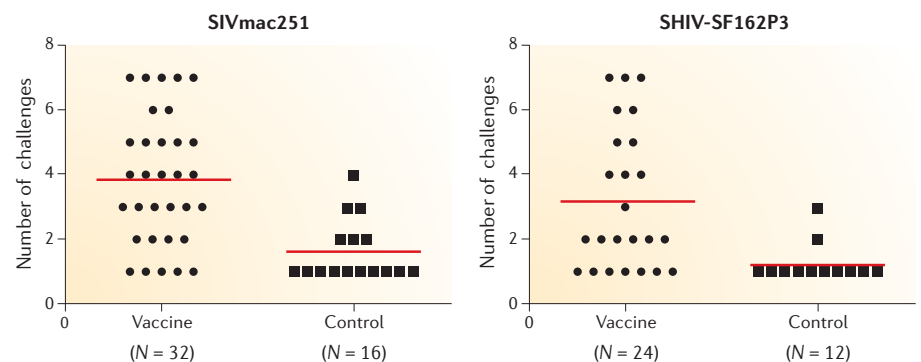 SIVmac251
Number of challenges
8
6
4
2
0
0
Vaccine
(N = 32)
Control
(N = 16)
SHIV-SF162P3
Number of challenges
8
6
4
2
0
0
Vaccine
(N = 24)
Control
(N = 12)